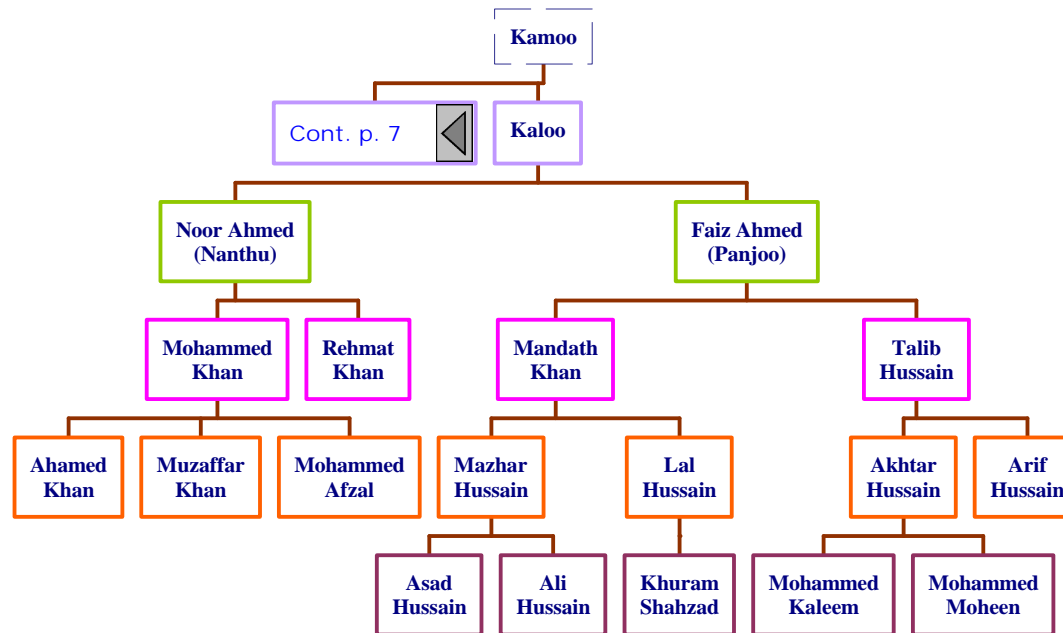 Kamoo
Cont. p. 7
Kaloo
Noor Ahmed
(Nanthu)
Faiz Ahmed
(Panjoo)
Mohammed
Khan
Rehmat
Khan
Mandath
Khan
Talib
Hussain
Ahamed
Khan
Muzaffar
Khan
Mohammed
Afzal
Mazhar
Hussain
Lal
Hussain
Akhtar
Hussain
Arif
Hussain
Asad
Hussain
Ali
Hussain
Khuram
Shahzad
Mohammed
Kaleem
Mohammed
Moheen